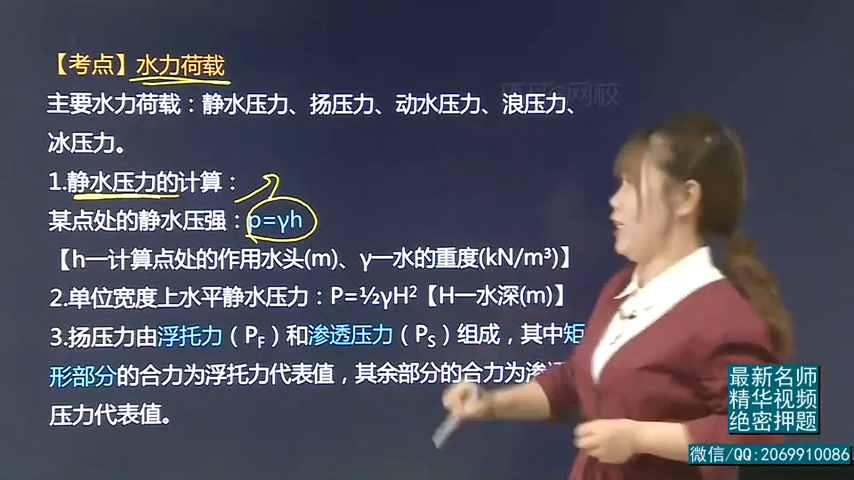 【考点】水力荷载
主要水力荷载：静水压力、扬压力、动水压力、浪压力、
冰压力。
1.静水压力的计算：
某点处的静水压强：p=γh
【h—计算点处的作用水头(m)、γ—水的重度(kN/m³)】
2.单位宽度上水平静水压力：P=½γH²【H—水深(m)】
3.扬压力由浮托力（PF）和渗透压力（PS）组成，其中矩
形部分的合力为浮托力代表值，其余部分的合力为渗
压力代表值。
最新名师
精华视频
绝密押题
微信/QQ:2069910086